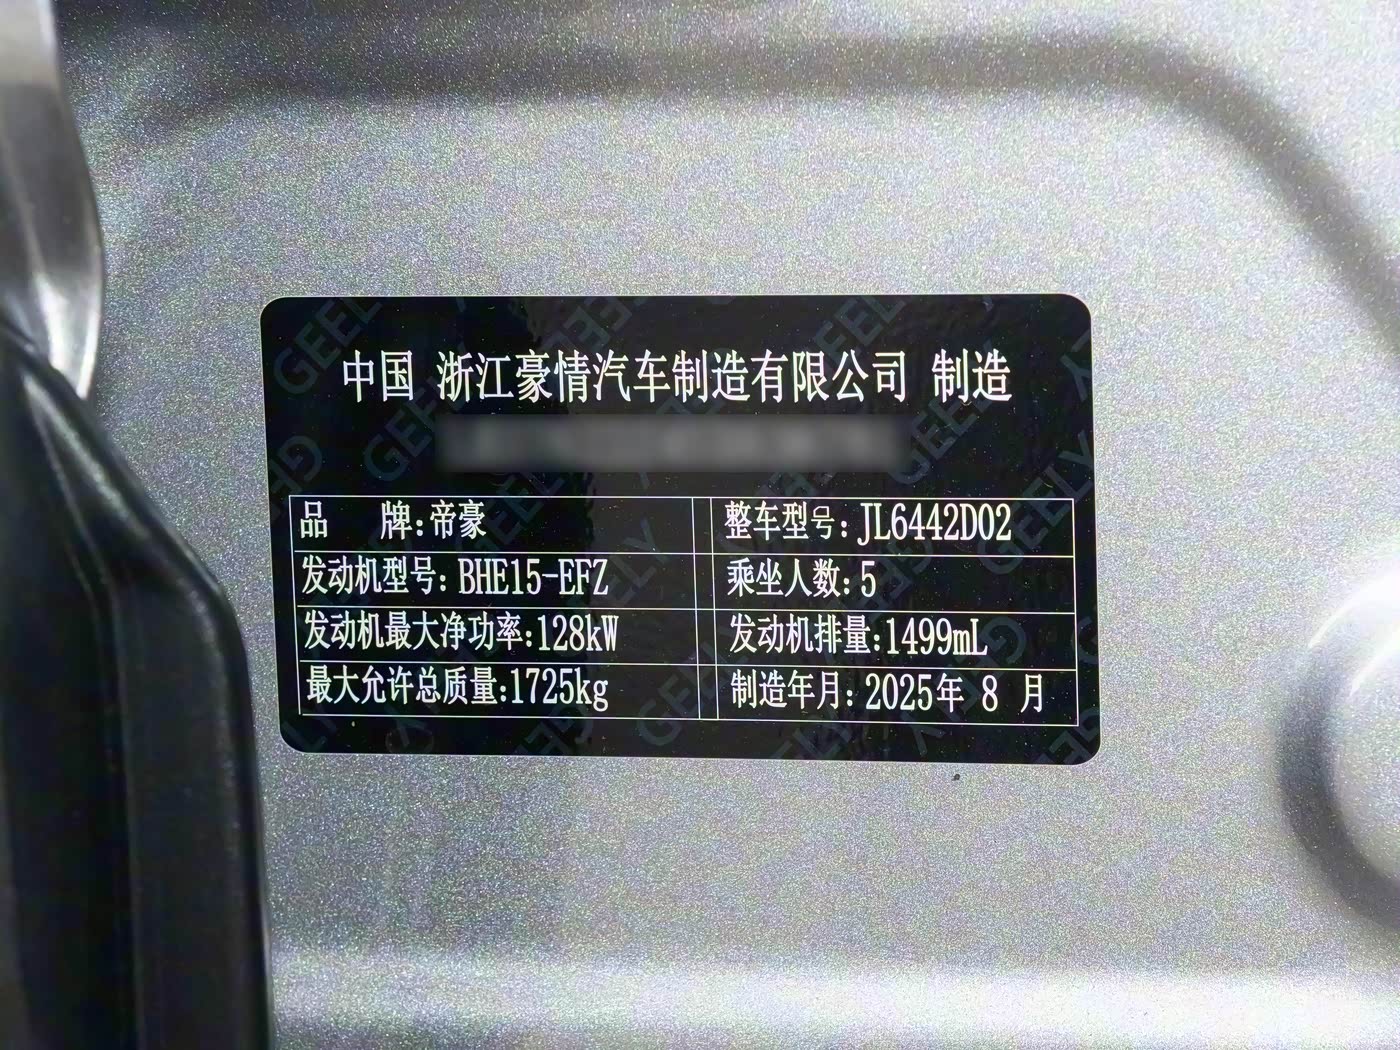 中国 浙江豪情汽车制造有限公司 制造
品 牌:帝豪 整车型号:JL6442D02
发动机型号:BHE15-EFZ 乘坐人数:5
发动机最大净功率:128kW 发动机排量:1499mL
最大允许总质量:1725kg 制造年月:2025年 8 月
GEELY